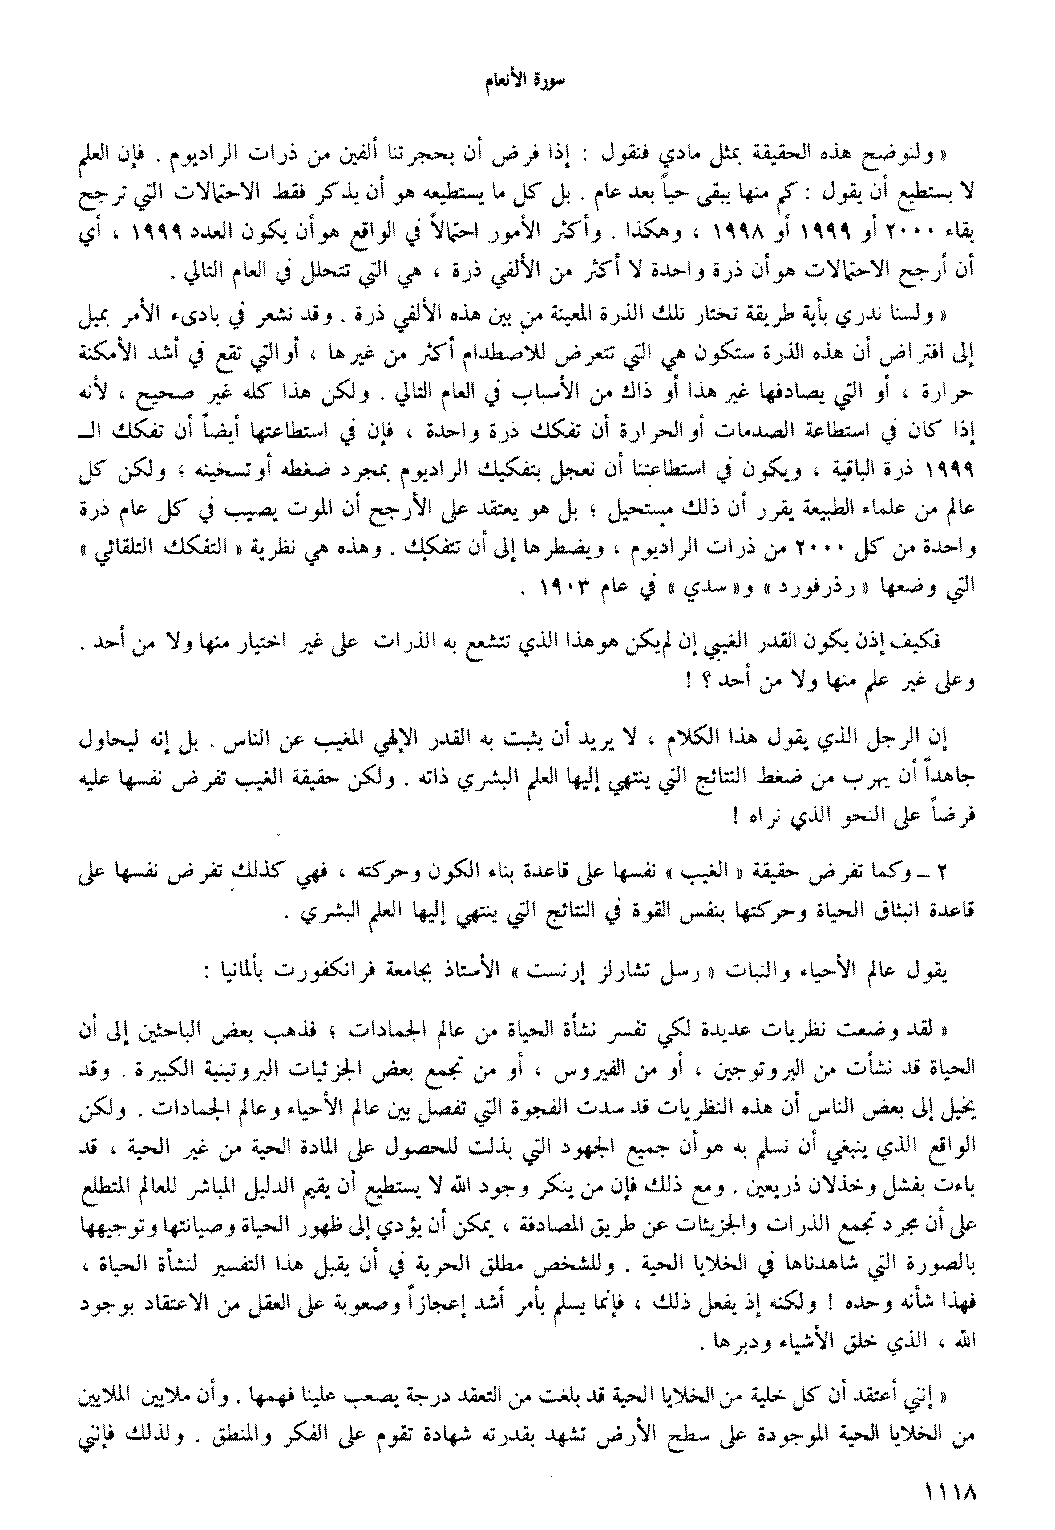 سورة الأنعام
« ولنوضح هذه الحقيقة بمثل مادي فنقول : إذا فرض أن بحجرتنا ألفين من ذرات الراديوم . فإن العلم
لا يستطيع أن يقول : كم منها يبقى حياً بعد عام . بل كل ما يستطيعه هو أن يذكر فقط الاحتمالات التي ترجح
بقاء ٢٠٠٠ أو ١٩٩٩ أو ١٩٩٨ ، وهكذا . وأكثر الأمور احتمالاً في الواقع هو أن يكون العدد ١٩٩٩ ، أي
أن أرجح الاحتمالات هو أن ذرة واحدة لا أكثر من الألفي ذرة ، هي التي تتحلل في العام التالي .
« ولسنا ندري بأية طريقة تختار تلك الذرة المعينة من بين هذه الألفي ذرة . وقد نشعر في بادىء الأمر بميل
إلى افتراض أن هذه الذرة ستكون هي التي تتعرض للاصطدام أكثر من غيرها ، أو التي تقع في أشد الأمكنة
حرارة ، أو التي يصادفها غير هذا أو ذاك من الأسباب في العام التالي . ولكن هذا كله غير صحيح ، لأنه
إذا كان في استطاعة الصدمات أو الحرارة أن تفكك ذرة واحدة ، فإن في استطاعتها أيضاً أن تفكك الـ
١٩٩٩ ذرة الباقية ، ويكون في استطاعتنا أن نعجل بتفكيك الراديوم بمجرد ضغطه أو تسخينه ؛ ولكن كل
عالم من علماء الطبيعة يقرر أن ذلك مستحيل ؛ بل هو يعتقد على الأرجح أن الموت يصيب في كل عام ذرة
واحدة من كل ٢٠٠٠ من ذرات الراديوم ، ويضطرها إلى أن تتفكك . وهذه هي نظرية « التفكك التلقائي »
التي وضعها « رذرفورد » و« سدي » في عام ١٩٠٣ .
فكيف إذن يكون القدر الغيبي إن لم يكن هو هذا الذي تتشعع به الذرات على غير اختيار منها ولا من أحد .
وعلى غير علم منها ولا من أحد ؟ !
إن الرجل الذي يقول هذا الكلام ، لا يريد أن يثبت به القدر الإلهي المغيب عن الناس . بل إنه ليحاول
جاهداً أن يهرب من ضغط النتائج التي ينتهي إليها العلم البشري ذاته . ولكن حقيقة الغيب تفرض نفسها عليه
فرضاً على النحو الذي نراه !
٢ ـ وكما تفرض حقيقة « الغيب » نفسها على قاعدة بناء الكون وحركته ، فهي كذلك تفرض نفسها على
قاعدة انبثاق الحياة وحركتها بنفس القوة في النتائج التي ينتهي إليها العلم البشري .
يقول عالم الأحياء والنبات « رسل تشارلز إرنست » الأستاذ بجامعة فرانكفورت بألمانيا :
« لقد وضعت نظريات عديدة لكي تفسر نشأة الحياة من عالم الجمادات ؛ فذهب بعض الباحثين إلى أن
الحياة قد نشأت من البروتوجين ، أو من الفيروس ، أو من تجمع بعض الجزئيات البروتينية الكبيرة . وقد
يخيل إلى بعض الناس أن هذه النظريات قد سدت الفجوة التي تفصل بين عالم الأحياء وعالم الجمادات . ولكن
الواقع الذي ينبغي أن نسلم به هو أن جميع الجهود التي بذلت للحصول على المادة الحية من غير الحية ، قد
باءت بفشل وخذلان ذريعين . ومع ذلك فإن من ينكر وجود الله لا يستطيع أن يقيم الدليل المباشر للعالم المتطلع
على أن مجرد تجمع الذرات والجزيئات عن طريق المصادفة ، يمكن أن يؤدي إلى ظهور الحياة وصيانتها وتوجيهها
بالصورة التي شاهدناها في الخلايا الحية . وللشخص مطلق الحرية في أن يقبل هذا التفسير لنشأة الحياة ،
فهذا شأنه وحده ! ولكنه إذ يفعل ذلك ، فإنما يسلم بأمر أشد إعجازاً وصعوبة على العقل من الاعتقاد بوجود
الله ، الذي خلق الأشياء ودبرها .
« إنني أعتقد أن كل خلية من الخلايا الحية قد بلغت من التعقد درجة يصعب علينا فهمها . وأن ملايين الملايين
من الخلايا الحية الموجودة على سطح الأرض تشهد بقدرته شهادة تقوم على الفكر والمنطق . ولذلك فإنني
١١١٨